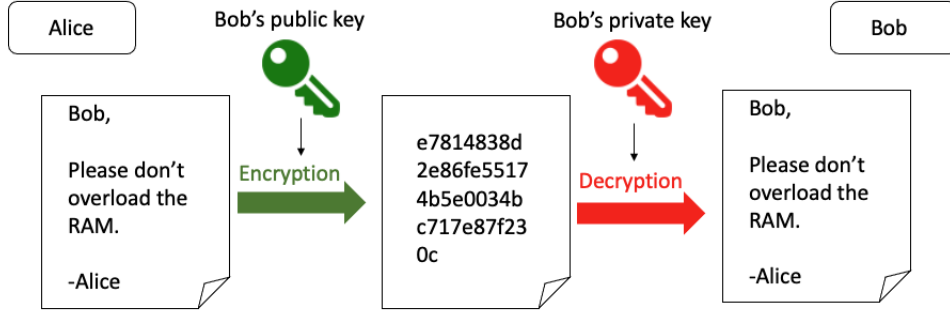 Alice
Bob's public key
Bob's private key
Bob
Bob,
Please don't
overload the
RAM.
-Alice
Encryption
e7814838d
2e86fe5517
4b5e0034b
c717e87f23
0c
Decryption
Bob,
Please don't
overload the
RAM.
-Alice